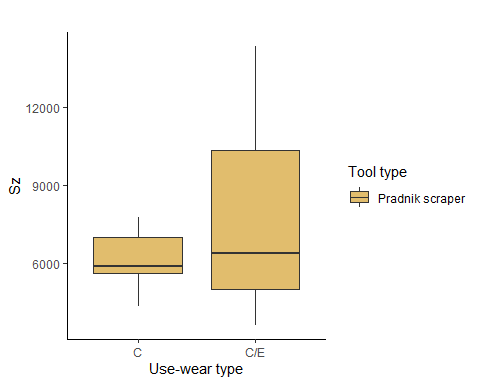 12000
9000
6000
Sz
C
C/E
Use-wear type
Tool type
Pradnik scraper